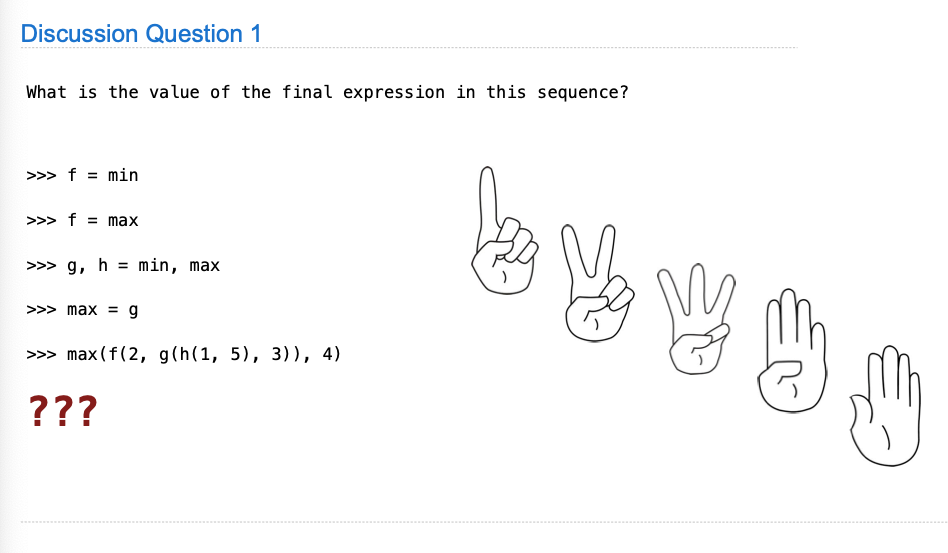 Discussion Question 1
What is the value of the final expression in this sequence?
>>> f = min
>>> f = max
>>> g, h = min, max
>>> max = g
>>> max(f(2, g(h(1, 5), 3)), 4)
???